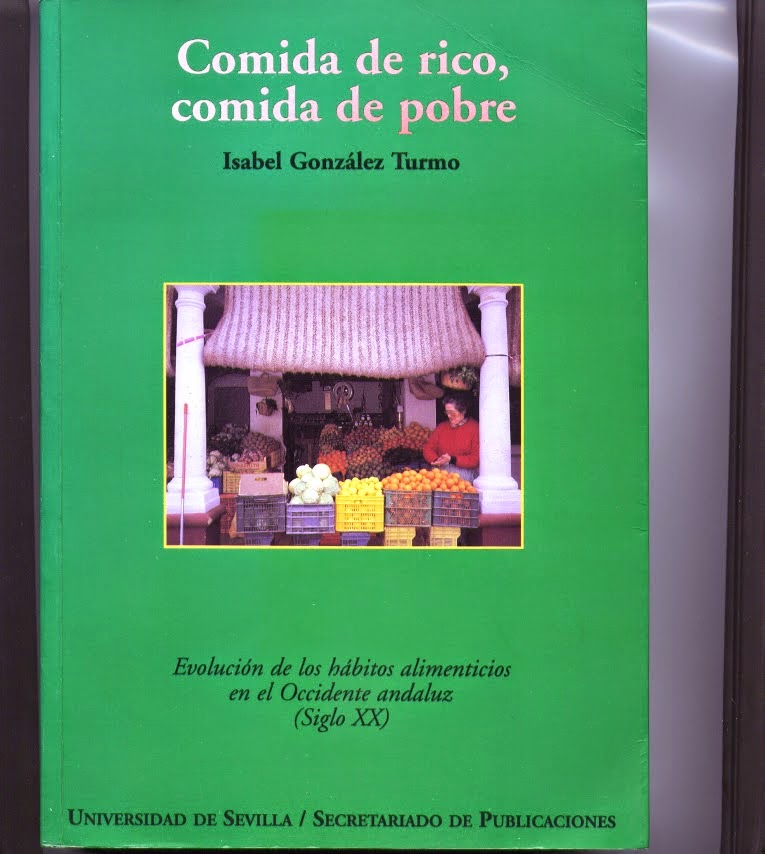 Comida de rico,
comida de pobre
Isabel González Turmo
Evolución de los hábitos alimenticios
en el Occidente andaluz
(Siglo XX)
UNIVERSIDAD DE SEVILLA / SECRETARIADO DE PUBLICACIONES